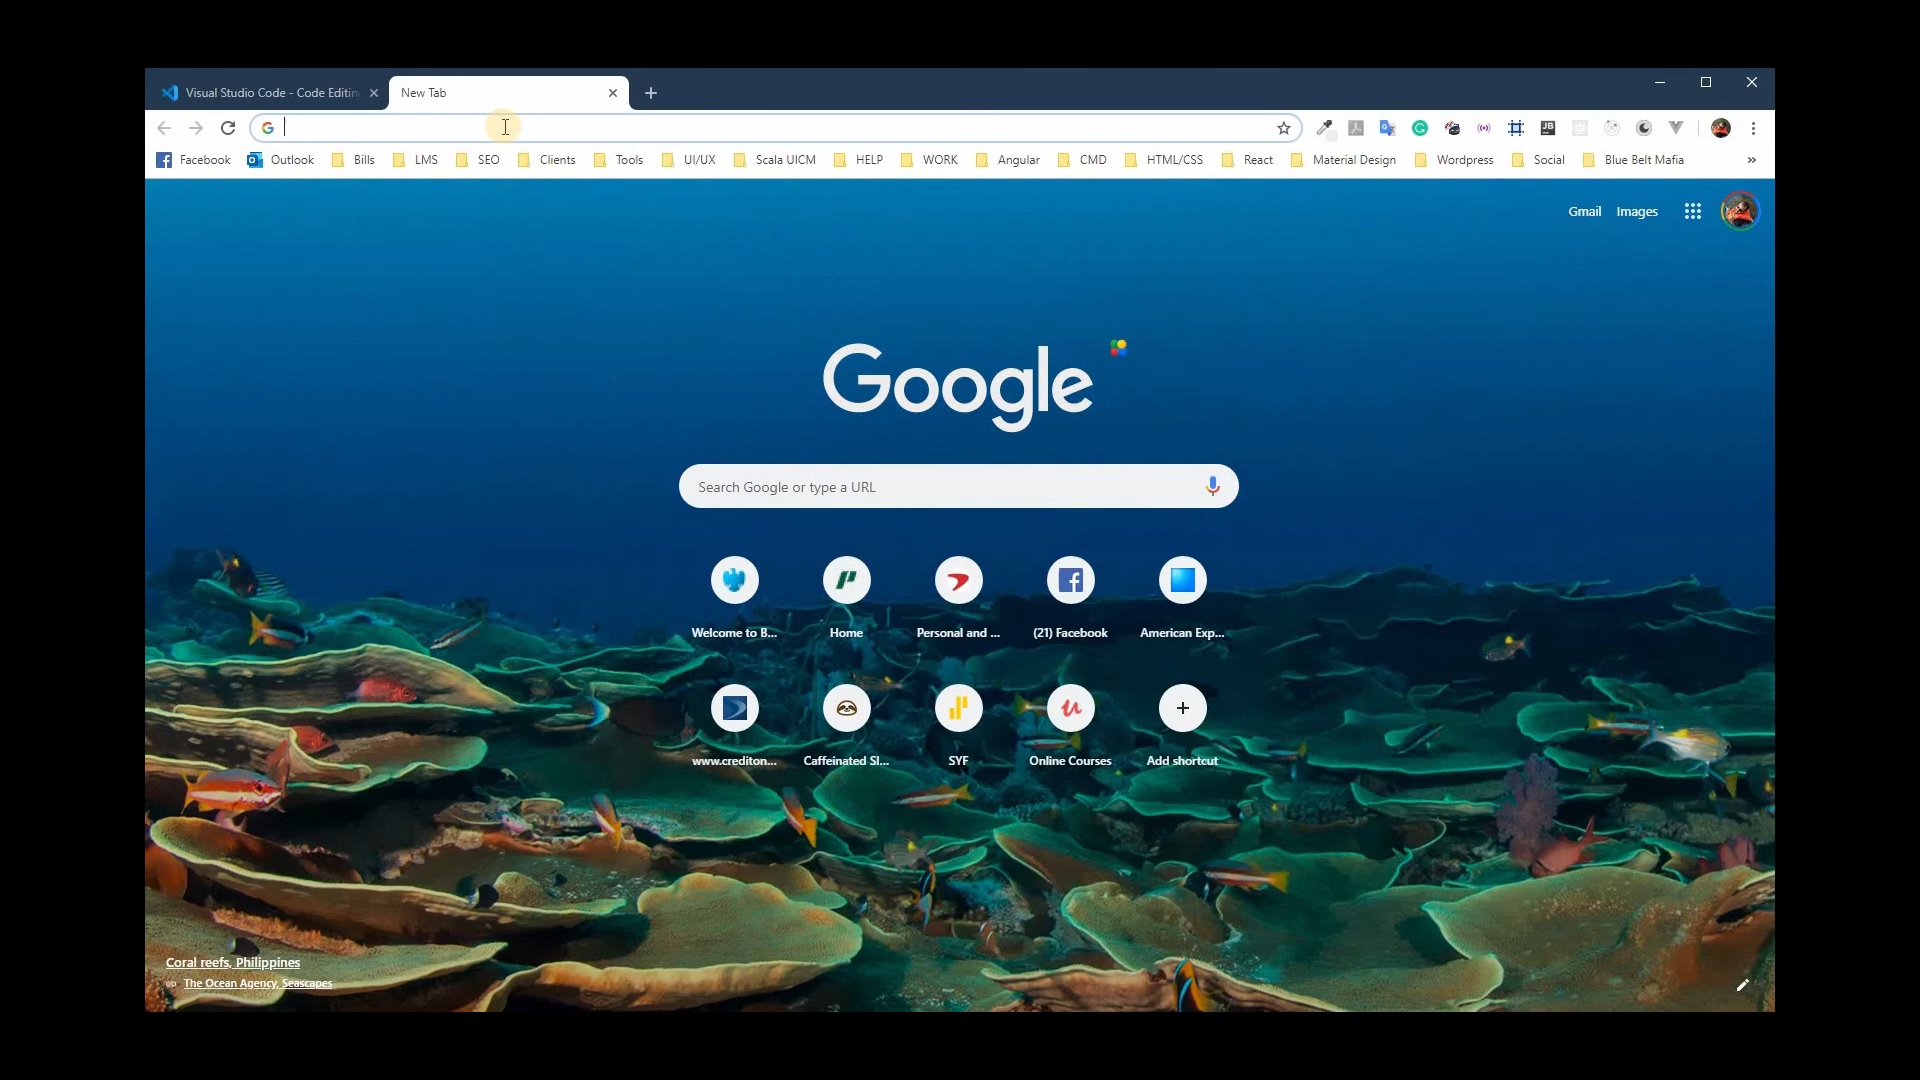 Visual Studio Code - Code Editin
New Tab
Facebook Outlook Bills LMS SEO Clients Tools UI/UX Scala UICM HELP WORK Angular CMD HTML/CSS React Material Design Wordpress Social Blue Belt Mafia »
Gmail Images
Google
Search Google or type a URL
Welcome to B... Home Personal and ... (21) Facebook American Exp...
www.crediton... Caffeinated Sl... SYF Online Courses Add shortcut
Coral reefs, Philippines
The Ocean Agency, Seascapes